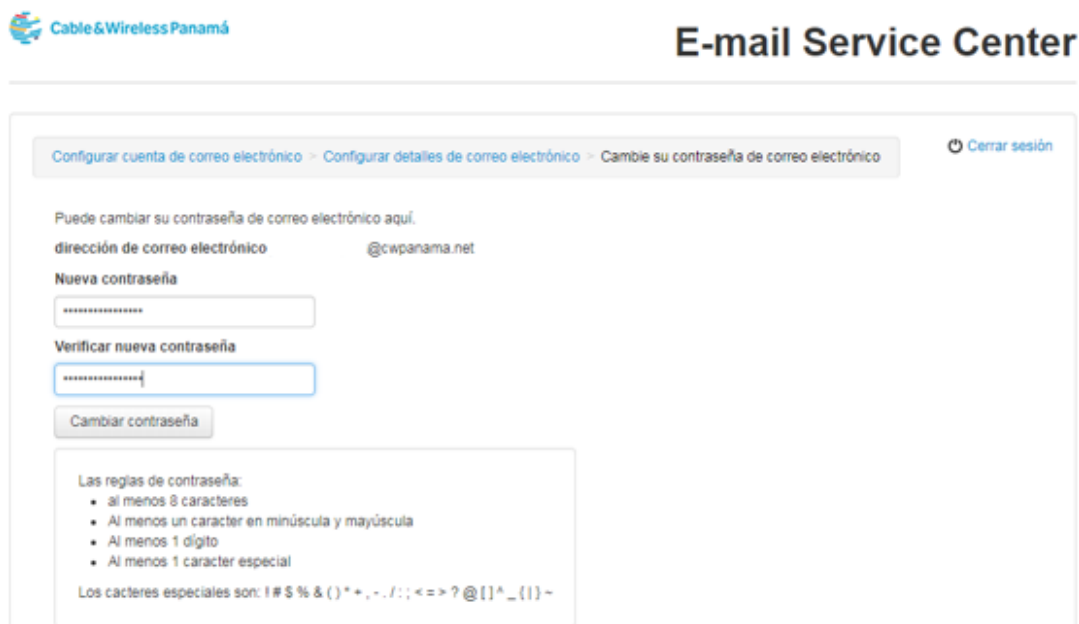 Cable&Wireless Panamá
E-mail Service Center
Configurar cuenta de correo electrónico > Configurar detalles de correo electrónico > Cambie su contraseña de correo electrónico
Cerrar sesión
Puede cambiar su contraseña de correo electrónico aquí.
dirección de correo electrónico @cwpanama.net
Nueva contraseña
••••••••••••••••
Verificar nueva contraseña
••••••••••••••••
Cambiar contraseña
Las reglas de contraseña:
• al menos 8 caracteres
• Al menos un caracter en minúscula y mayúscula
• Al menos 1 dígito
• Al menos 1 caracter especial
Los cacteres especiales son: ! # $ % & ( ) * + , - . / : ; < = > ? @ [ ] ^ _ { | } ~